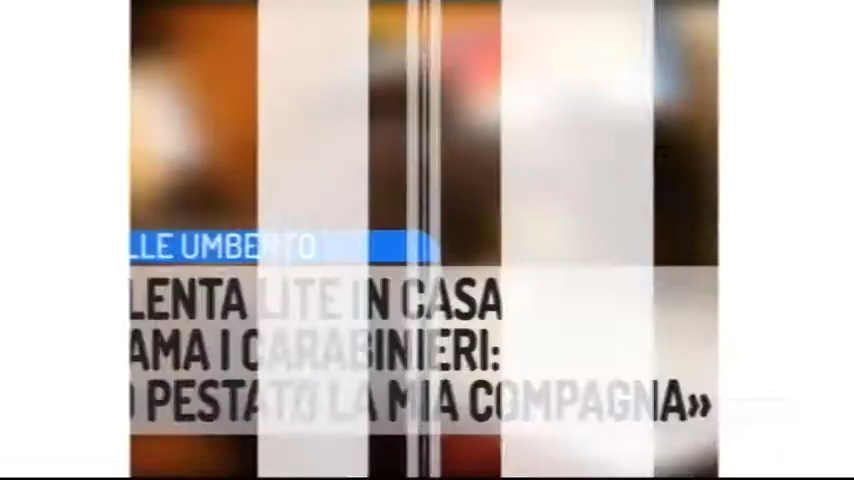 LLE UMBERTO
LENTA LITE IN CASA
AMA I CARABINIERI:
PESTATO LA MIA COMPAGNA»